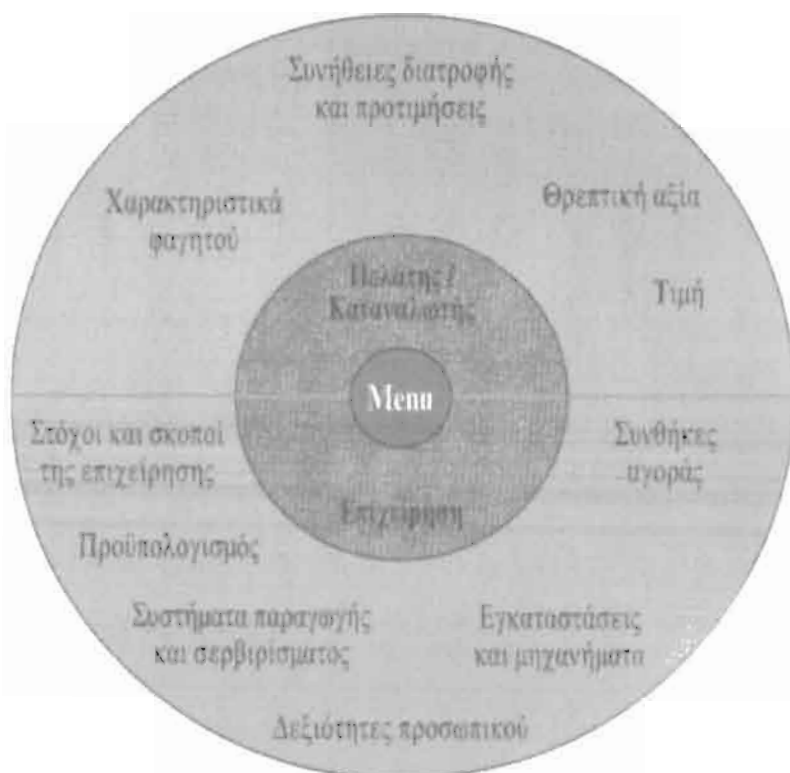 Συνήθειες διατροφής
και προτιμήσεις
Χαρακτηριστικά
φαγητού
Θρεπτική αξία
Πελάτης /
Καταναλωτής
Τιμή
Menu
Στόχοι και σκοποί
της επιχείρησης
Συνθήκες
αγοράς
Επιχείρηση
Προϋπολογισμός
Συστήματα παραγωγής
και σερβιρίσματος
Εγκαταστάσεις
και μηχανήματα
Δεξιότητες προσωπικού